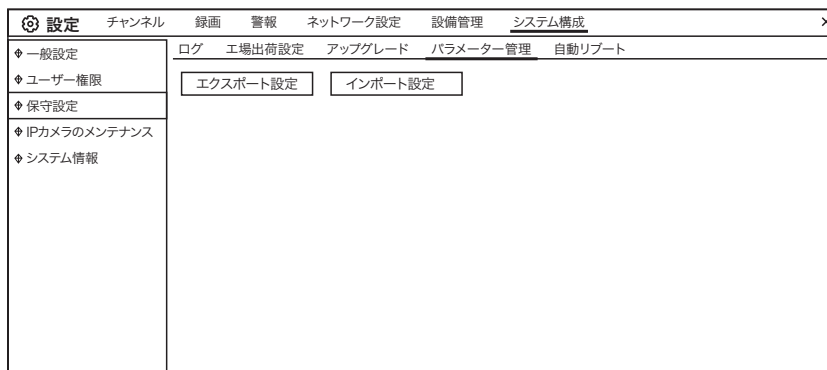 設定 チャンネル 録画 警報 ネットワーク設定 設備管理 システム構成 ×
一般設定
ユーザー権限
保守設定
IPカメラのメンテナンス
システム情報
ログ 工場出荷設定 アップグレード パラメーター管理 自動リブート
エクスポート設定 インポート設定